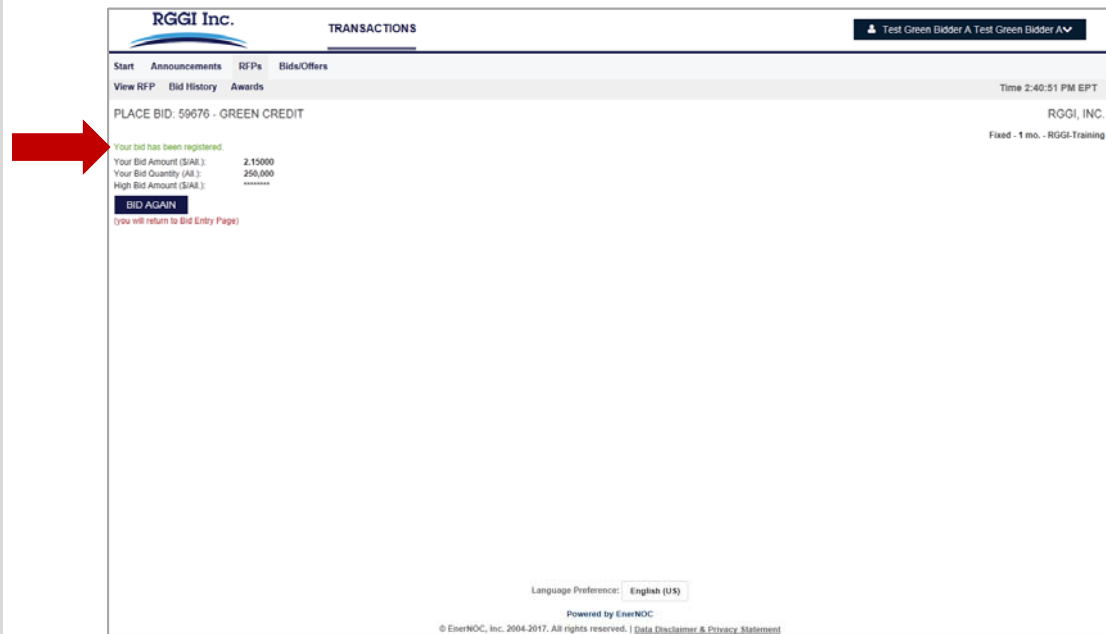 RGGI Inc.
TRANSACTIONS
Test Green Bidder A Test Green Bidder A
Start Announcements RFPs Bids/Offers
View RFP Bid History Awards
Time 2:40:51 PM EPT
PLACE BID: 59676 - GREEN CREDIT
RGGI, INC.
Fixed - 1 mo. - RGGI-Training
Your bid has been registered.
Your Bid Amount ($/All.): 2.15000
Your Bid Quantity (All.): 250,000
High Bid Amount ($/All.): ********
BID AGAIN
(you will return to Bid Entry Page)
Language Preference: English (US)
Powered by EnerNOC
© EnerNOC, Inc. 2004-2017. All rights reserved. | Data Disclaimer & Privacy Statement